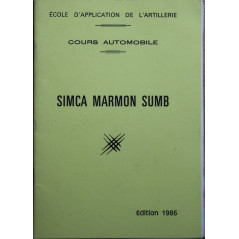 ÉCOLE D'APPLICATION DE L'ARTILLERIE
COURS AUTOMOBILE
SIMCA MARMON SUMB
Edition 1986